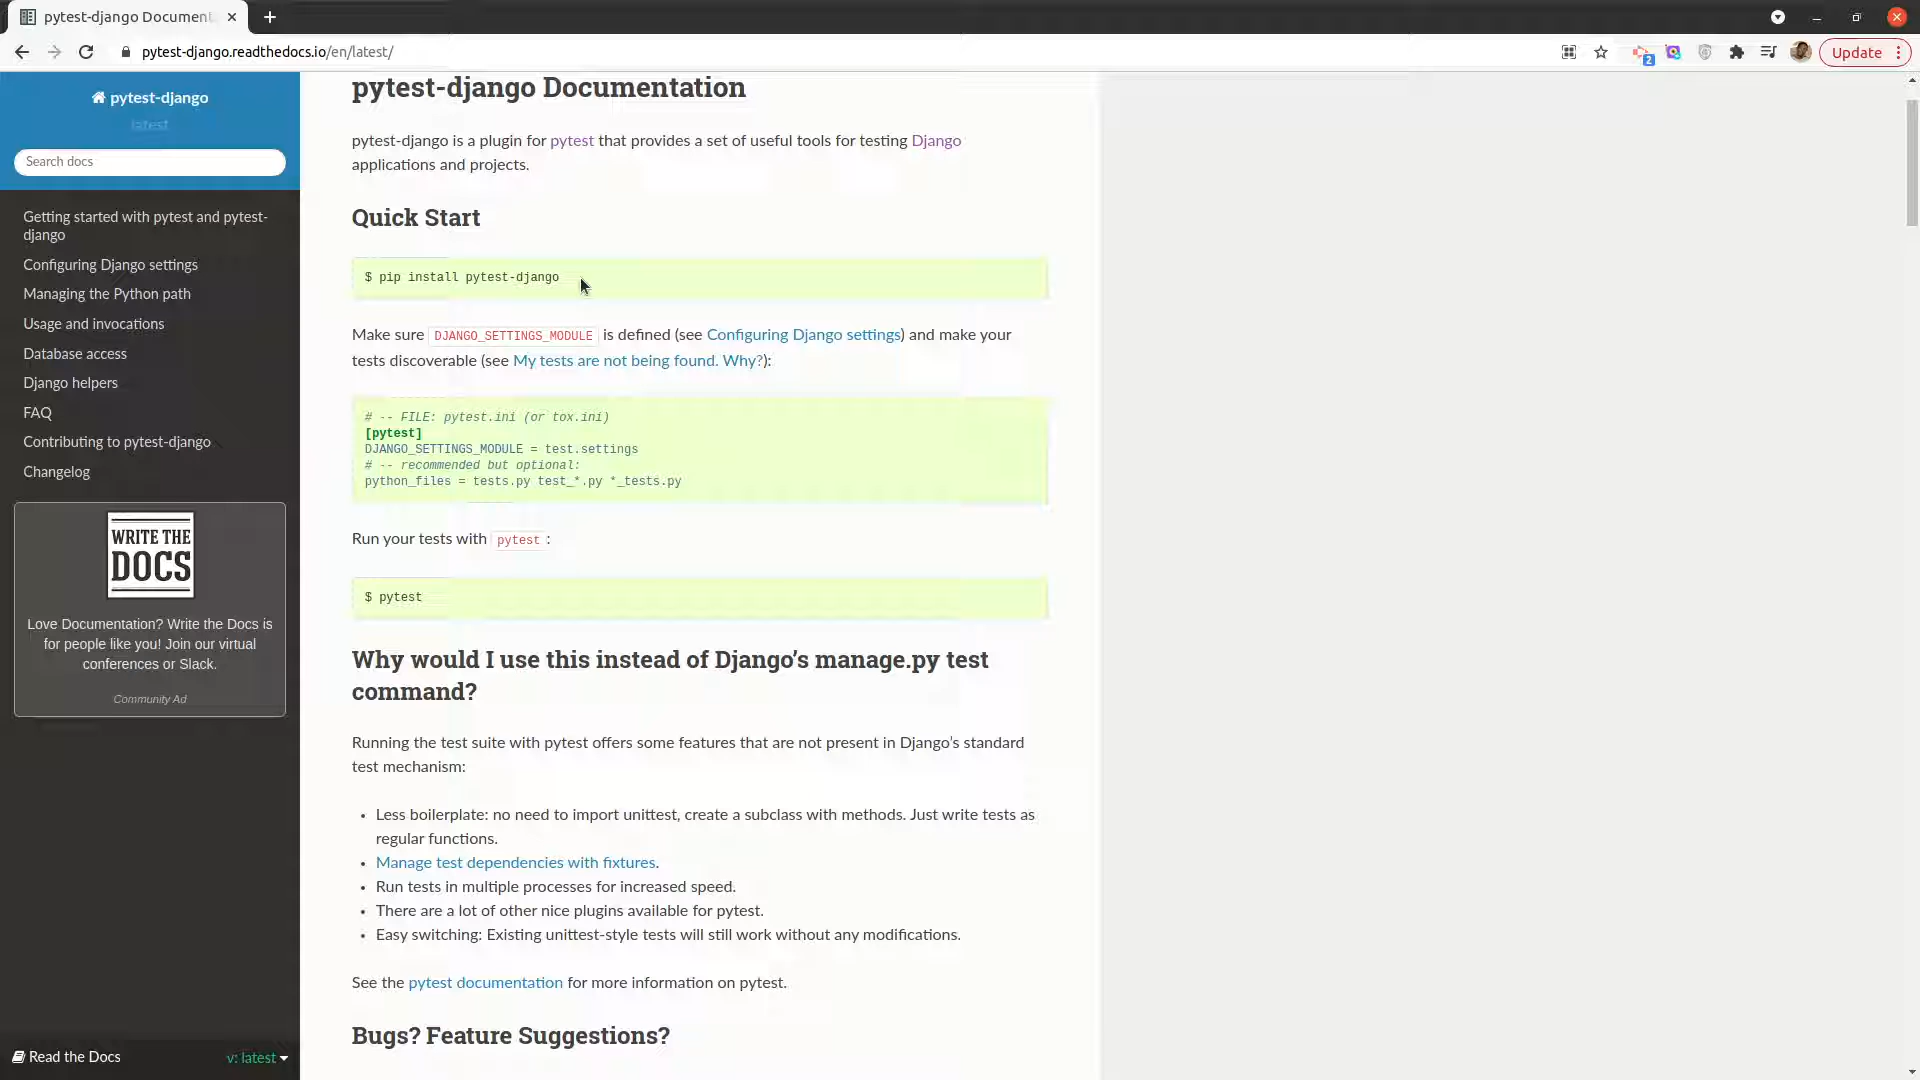 pytest-django Document
pytest-django.readthedocs.io/en/latest/
2
Update
pytest-django
latest
Search docs
Getting started with pytest and pytest-
django
Configuring Django settings
Managing the Python path
Usage and invocations
Database access
Django helpers
FAQ
Contributing to pytest-django
Changelog
WRITE THE
DOCS
Love Documentation? Write the Docs is
for people like you! Join our virtual
conferences or Slack.
Community Ad
Read the Docs
v: latest
pytest-django Documentation
pytest-django is a plugin for pytest that provides a set of useful tools for testing Django
applications and projects.
Quick Start
$ pip install pytest-django
Make sure DJANGO_SETTINGS_MODULE is defined (see Configuring Django settings) and make your
tests discoverable (see My tests are not being found. Why?):
# -- FILE: pytest.ini (or tox.ini)
[pytest]
DJANGO_SETTINGS_MODULE = test.settings
# -- recommended but optional:
python_files = tests.py test_*.py *_tests.py
Run your tests with pytest :
$ pytest
Why would I use this instead of Django’s manage.py test
command?
Running the test suite with pytest offers some features that are not present in Django’s standard
test mechanism:
• Less boilerplate: no need to import unittest, create a subclass with methods. Just write tests as
regular functions.
• Manage test dependencies with fixtures.
• Run tests in multiple processes for increased speed.
• There are a lot of other nice plugins available for pytest.
• Easy switching: Existing unittest-style tests will still work without any modifications.
See the pytest documentation for more information on pytest.
Bugs? Feature Suggestions?